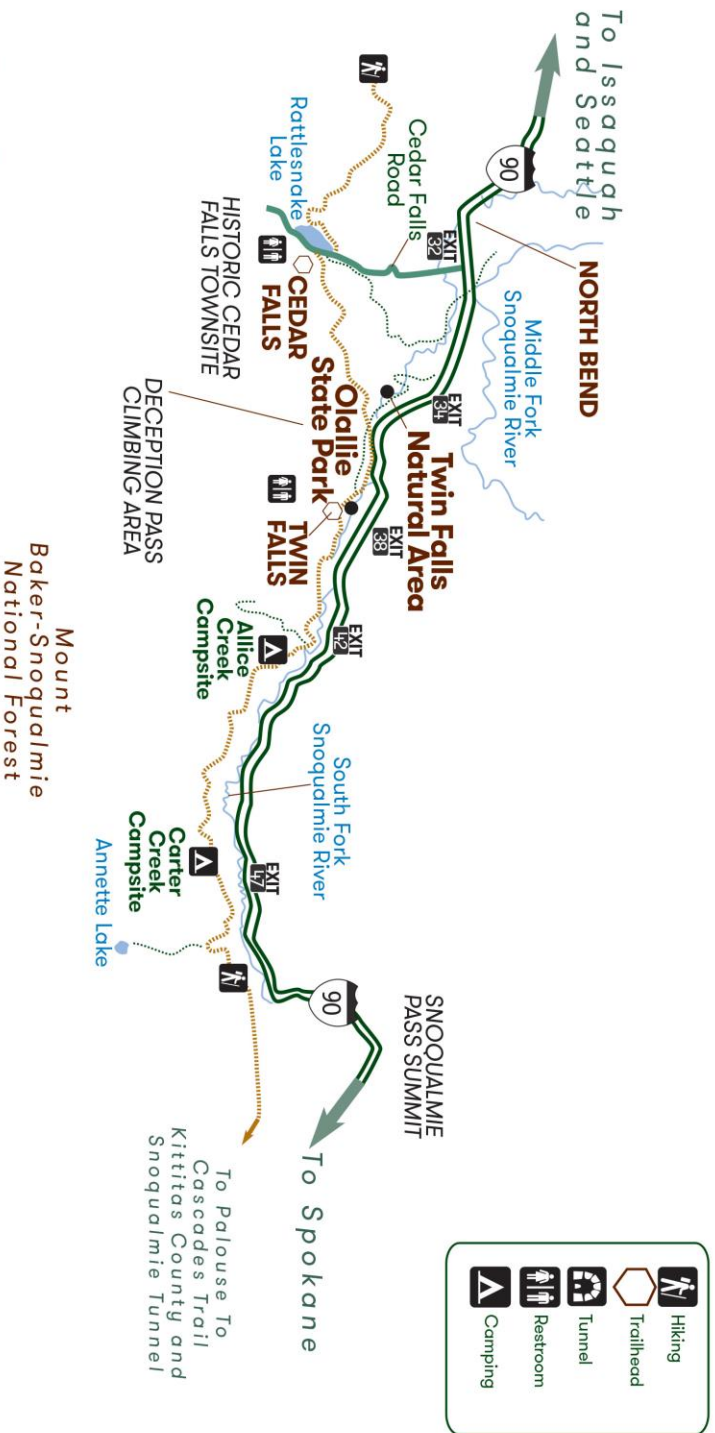 To Issaquah
and Seattle
90
NORTH BEND
Middle Fork
Snoqualmie River
Cedar Falls
Road
EXIT
32
Rattlesnake
Lake
HISTORIC CEDAR
FALLS TOWNSITE
CEDAR
FALLS
EXIT
34
Twin Falls
Natural Area
Olallie
State Park
DECEPTION PASS
CLIMBING AREA
TWIN
FALLS
EXIT
38
EXIT
42
Allice
Creek
Campsite
South Fork
Snoqualmie River
Mount
Baker-Snoqualmie
National Forest
Carter
Creek
Campsite
EXIT
47
Annette Lake
90
SNOQUALMIE
PASS SUMMIT
To Spokane
To Palouse To
Cascades Trail
Kittitas County and
Snoqualmie Tunnel
Hiking
Trailhead
Tunnel
Restroom
Camping